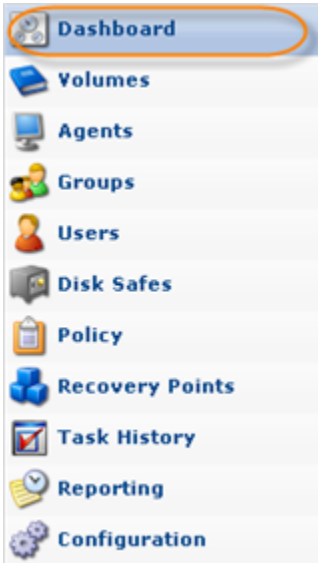 Dashboard
Volumes
Agents
Groups
Users
Disk Safes
Policy
Recovery Points
Task History
Reporting
Configuration